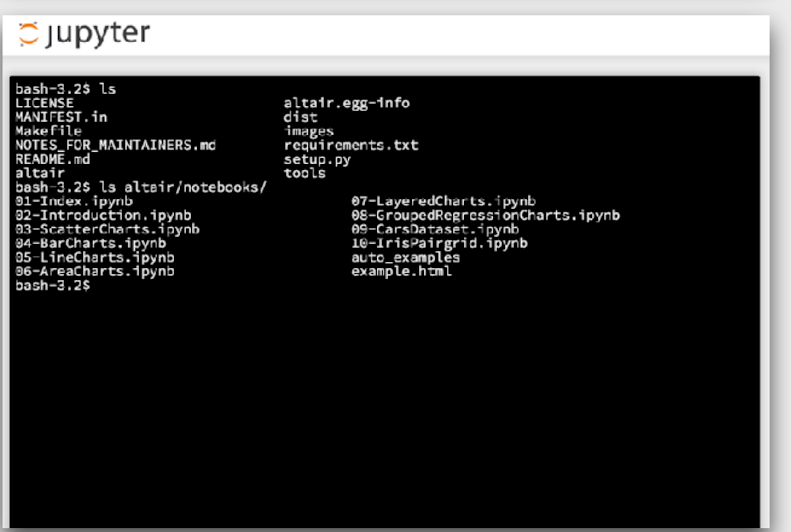 jupyter
bash-3.2$ ls
LICENSE altair.egg-info
MANIFEST.in dist
Makefile images
NOTES_FOR_MAINTAINERS.md requirements.txt
README.md setup.py
altair tools
bash-3.2$ ls altair/notebooks/
01-Index.ipynb 07-LayeredCharts.ipynb
02-Introduction.ipynb 08-GroupedRegressionCharts.ipynb
03-ScatterCharts.ipynb 09-CarsDataset.ipynb
04-BarCharts.ipynb 10-IrisPairgrid.ipynb
05-LineCharts.ipynb auto_examples
06-AreaCharts.ipynb example.html
bash-3.2$